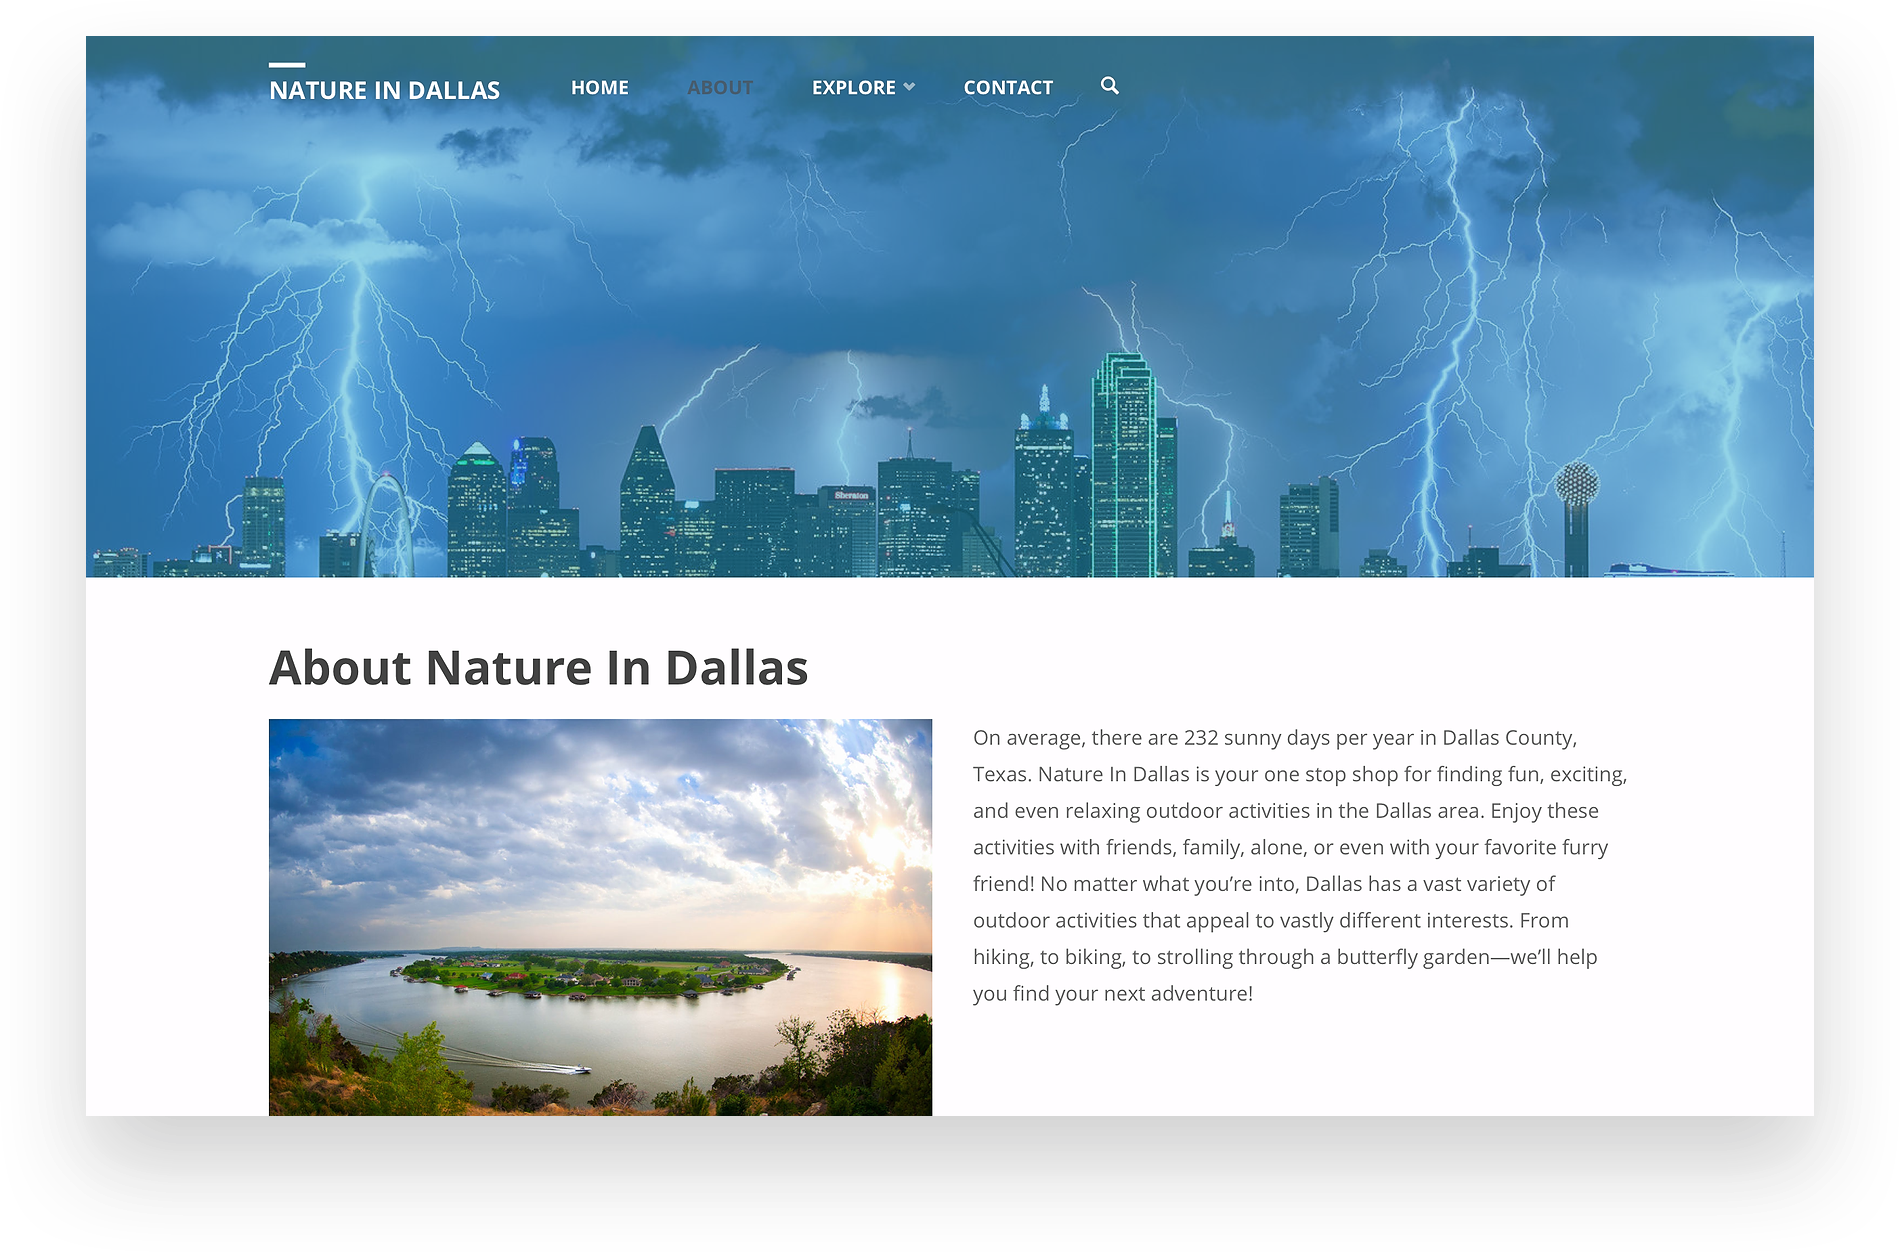 NATURE IN DALLAS HOME ABOUT EXPLORE CONTACT
Sheraton
About Nature In Dallas
On average, there are 232 sunny days per year in Dallas County,
Texas. Nature In Dallas is your one stop shop for finding fun, exciting,
and even relaxing outdoor activities in the Dallas area. Enjoy these
activities with friends, family, alone, or even with your favorite furry
friend! No matter what you’re into, Dallas has a vast variety of
outdoor activities that appeal to vastly different interests. From
hiking, to biking, to strolling through a butterfly garden—we’ll help
you find your next adventure!